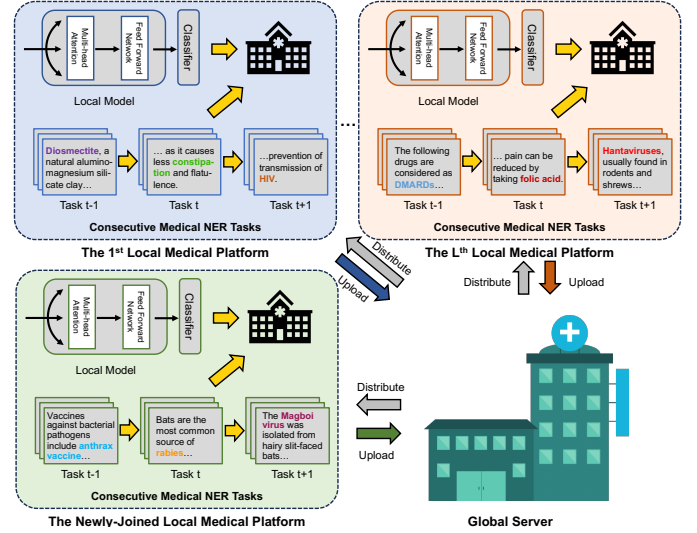 Multi-head
Attention
Feed Forward
Network
Classifier
Local Model
Diosmectite, a
natural alumino-
magnesium sili-
cate clay…
Task t-1
… as it causes
less constipa-
tion and flatu-
lence.
Task t
…prevention of
transmission of
HIV.
Task t+1
Consecutive Medical NER Tasks
The 1st Local Medical Platform
...
Multi-head
Attention
Feed Forward
Network
Classifier
Local Model
The following
drugs are
considered as
DMARDs…
Task t-1
… pain can be
reduced by
taking folic acid.
Task t
Hantaviruses,
usually found in
rodents and
shrews…
Task t+1
Consecutive Medical NER Tasks
The Lth Local Medical Platform
Distribute
Upload
Distribute
Upload
Multi-head
Attention
Feed Forward
Network
Classifier
Local Model
Vaccines
against bacterial
pathogens
include anthrax
vaccine…
Task t-1
Bats are the
most common
source of
rabies…
Task t
The Magboi
virus was
isolated from
hairy slit-faced
bats…
Task t+1
Consecutive Medical NER Tasks
The Newly-Joined Local Medical Platform
Distribute
Upload
Global Server